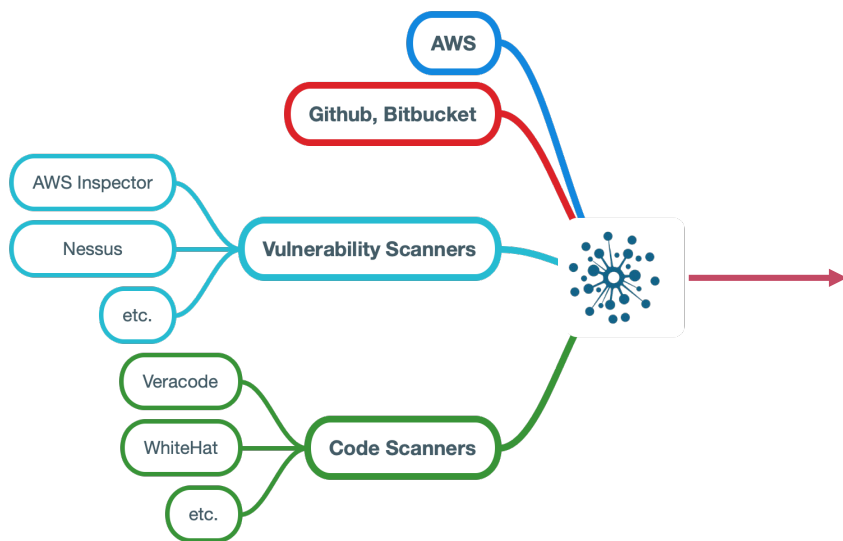 AWS
Github, Bitbucket
AWS Inspector
Nessus
etc.
Vulnerability Scanners
Veracode
WhiteHat
etc.
Code Scanners